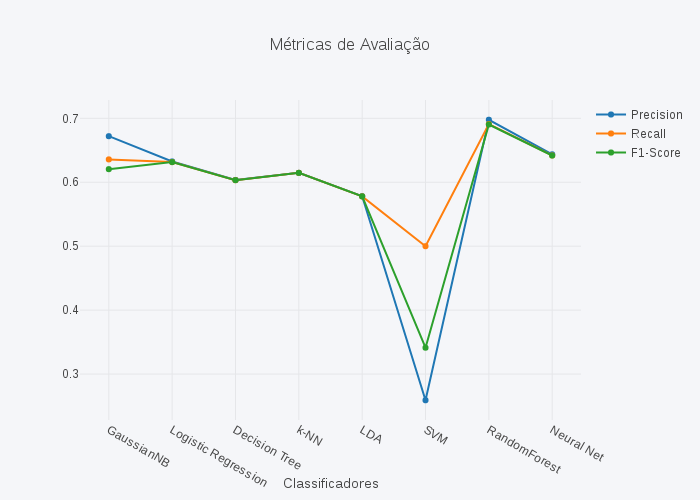 Métricas de Avaliação
Precision
Recall
F1-Score
0.7
0.6
0.5
0.4
0.3
GaussianNB
Logistic Regression
Decision Tree
k-NN
LDA
SVM
RandomForest
Neural Net
Classificadores